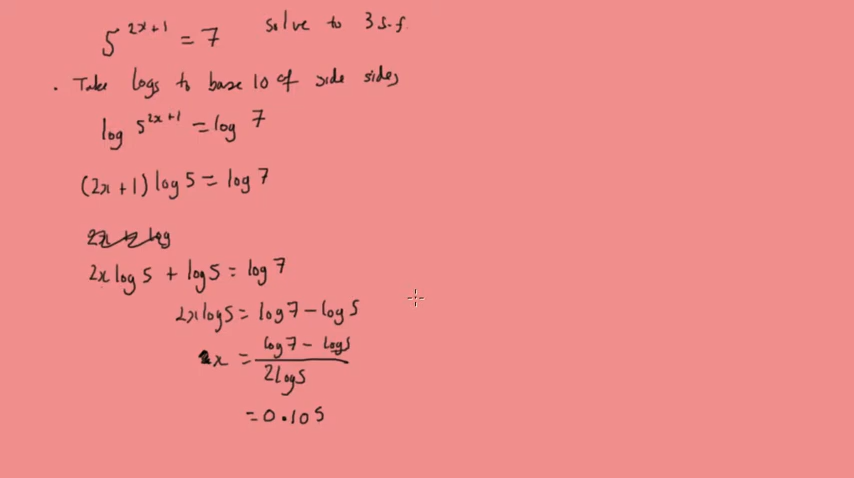 5^{2x+1} = 7 solve to 3 s.f
. Take logs to base 10 of side sides
log 5^{2x+1} = log 7
(2x + 1) log 5 = log 7
2x log 5 + log 5 = log 7
2x log 5 = log 7 - log 5
x = \frac{log 7 - log 5}{2 log 5}
= 0.105